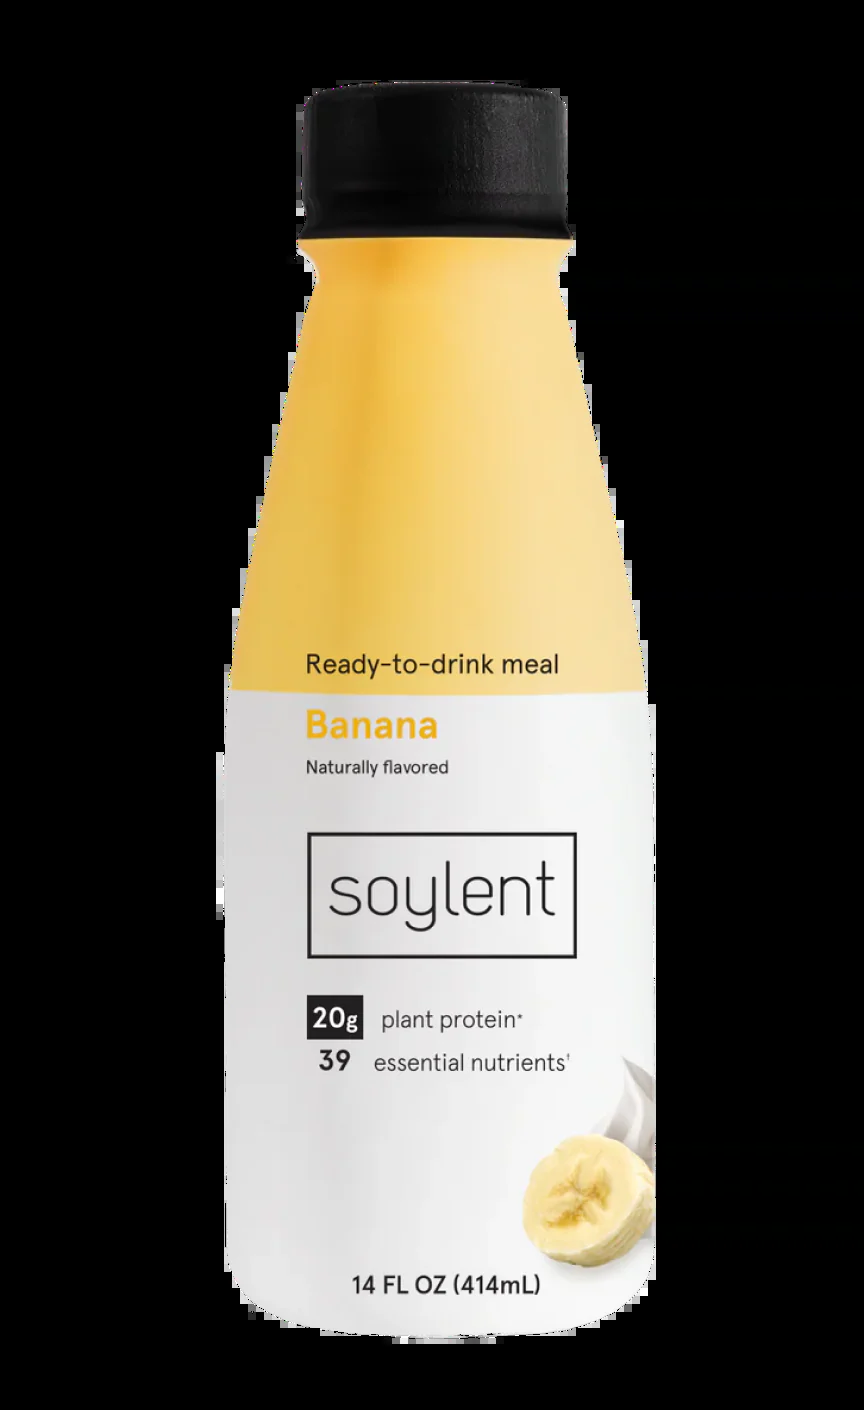 Ready-to-drink meal
Banana
Naturally flavored
soylent
20g plant protein*
39 essential nutrients†
14 FL OZ (414mL)